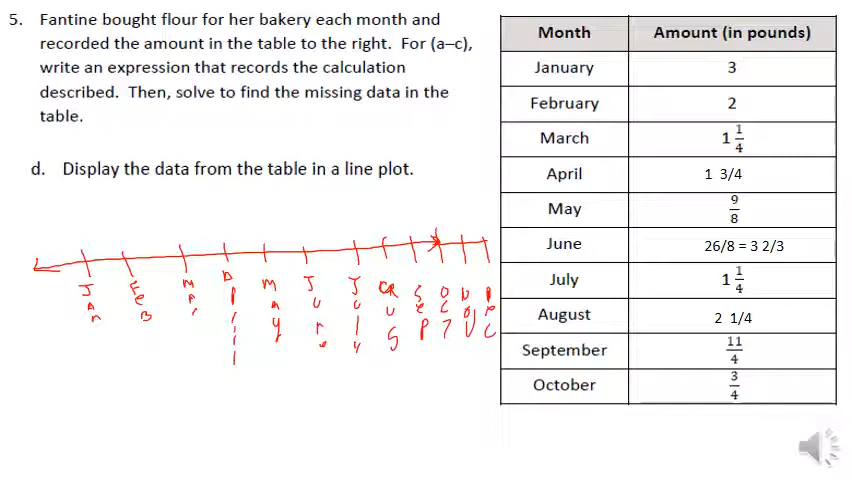 5. Fantine bought flour for her bakery each month and
recorded the amount in the table to the right. For (a–c),
write an expression that records the calculation
described. Then, solve to find the missing data in the
table.
d. Display the data from the table in a line plot.
Month Amount (in pounds)
January 3
February 2
March 1 1/4
April 1 3/4
May 9/8
June 26/8 = 3 2/3
July 1 1/4
August 2 1/4
September 11/4
October 3/4
Jan
FeB
Mar
July